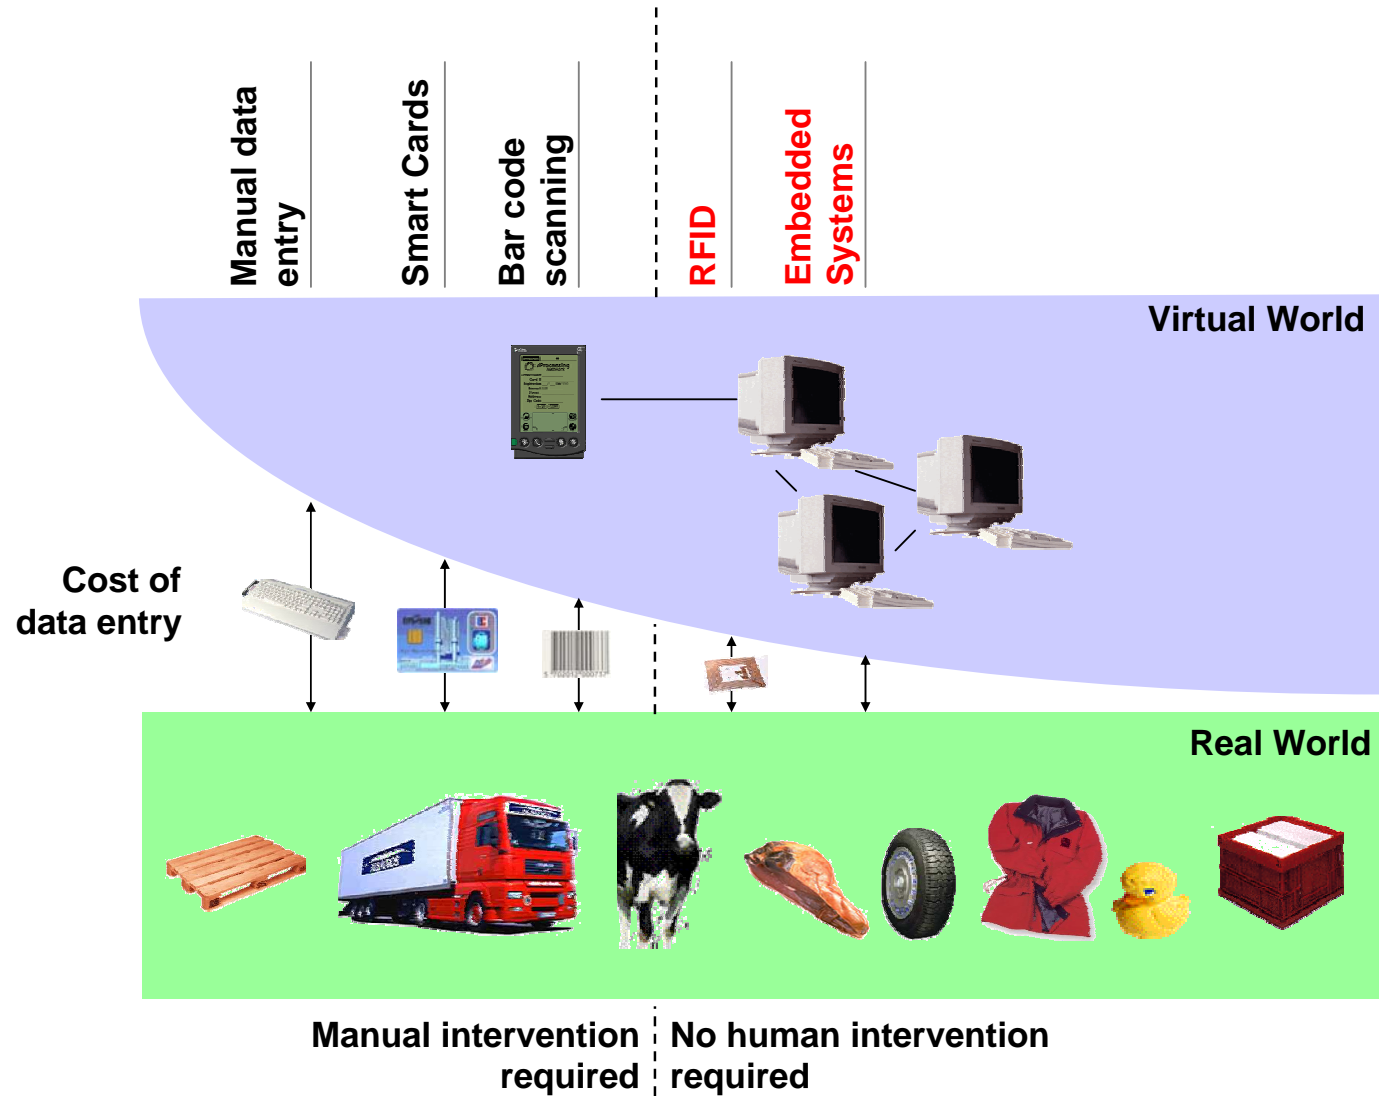 Manual data
entry
Smart Cards
Bar code
scanning
RFID
Embedded
Systems
Virtual World
Cost of
data entry
Real World
Manual intervention
required
No human intervention
required